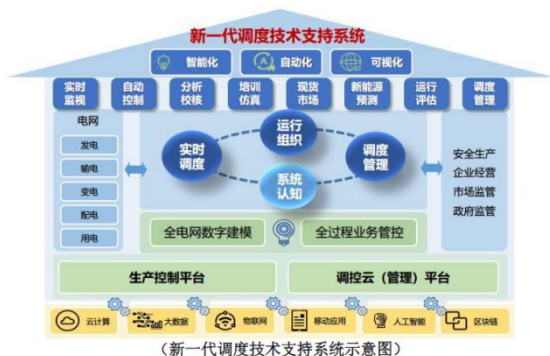 新一代调度技术支持系统
智能化
自动化
可视化
实时监视
自动控制
分析校核
培训仿真
现货市场
新能源预测
运行评估
调度管理
电网
发电
输电
变电
配电
用电
运行组织
实时调度
调度管理
系统认知
安全生产
企业经营
市场监管
政府监管
全电网数字建模
全过程业务管控
生产控制平台
调控云（管理）平台
云计算
大数据
物联网
移动应用
人工智能
区块链
（新一代调度技术支持系统示意图）